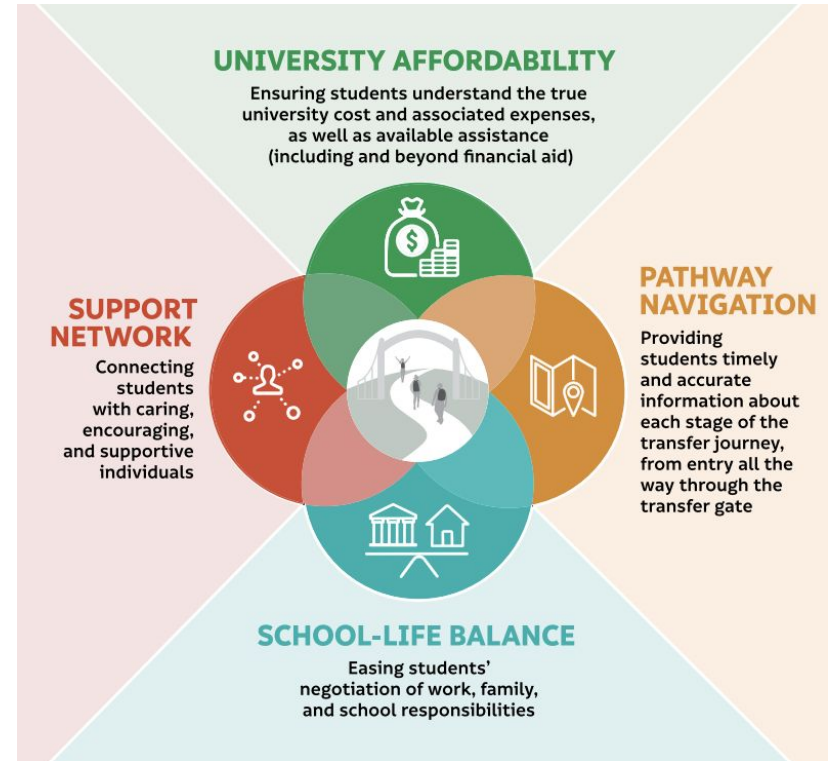 UNIVERSITY AFFORDABILITY
Ensuring students understand the true
university cost and associated expenses,
as well as available assistance
(including and beyond financial aid)
$
SUPPORT
NETWORK
Connecting
students
with caring,
encouraging,
and supportive
individuals
PATHWAY
NAVIGATION
Providing
students timely
and accurate
information about
each stage of the
transfer journey,
from entry all the
way through the
transfer gate
SCHOOL-LIFE BALANCE
Easing students’
negotiation of work, family,
and school responsibilities